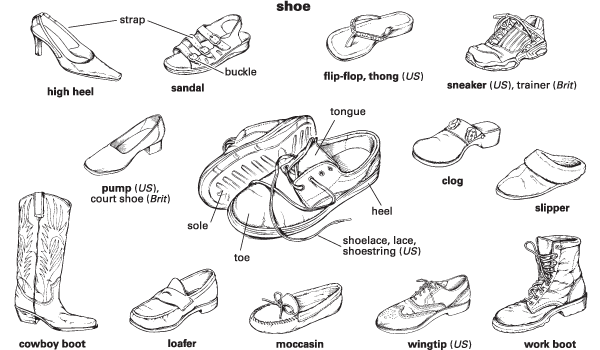 shoe
strap
buckle
high heel
sandal
flip-flop, thong (US)
sneaker (US), trainer (Brit)
tongue
pump (US),
court shoe (Brit)
clog
slipper
sole
heel
toe
shoelace, lace,
shoestring (US)
cowboy boot
loafer
moccasin
wingtip (US)
work boot